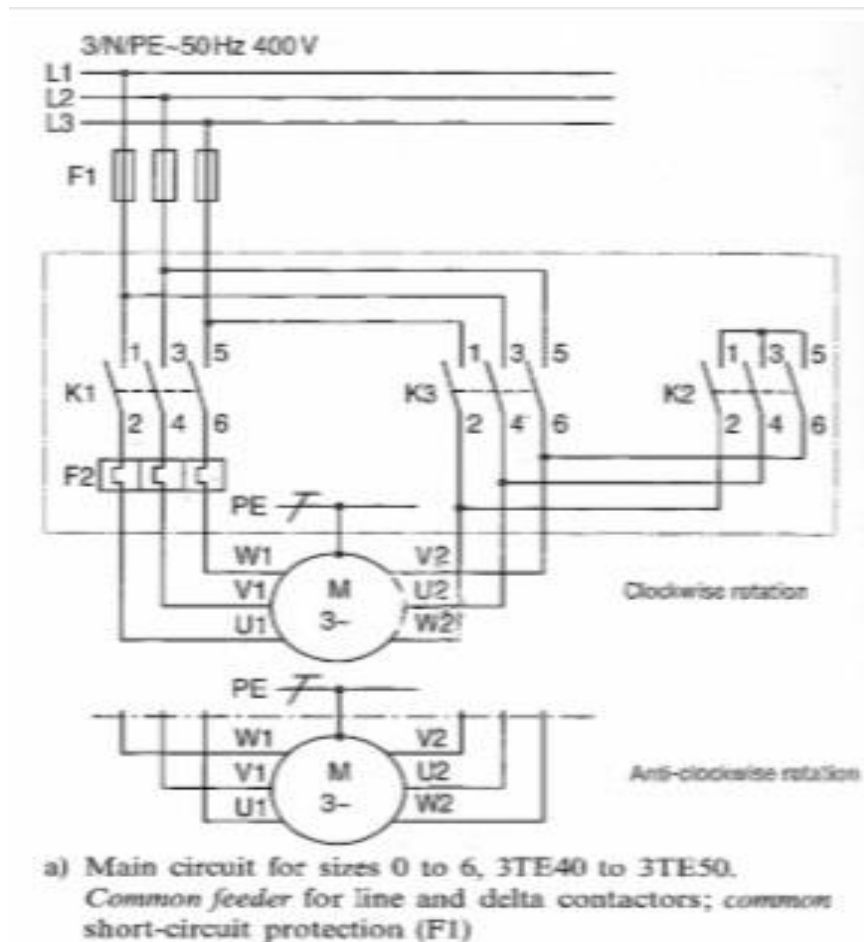 3/N/PE~50Hz 400V
L1
L2
L3
F1
1 3 5 1 3 5 1 3 5
K1 K3 K2
2 4 6 2 4 6 2 4 6
F2
PE
W1 V2
V1 M U2 Clockwise rotation
U1 3~ W2
PE
W1 V2
V1 M U2 Anti-clockwise rotation
U1 3~ W2
a) Main circuit for sizes 0 to 6, 3TE40 to 3TE50.
Common feeder for line and delta contactors; common
short-circuit protection (F1)